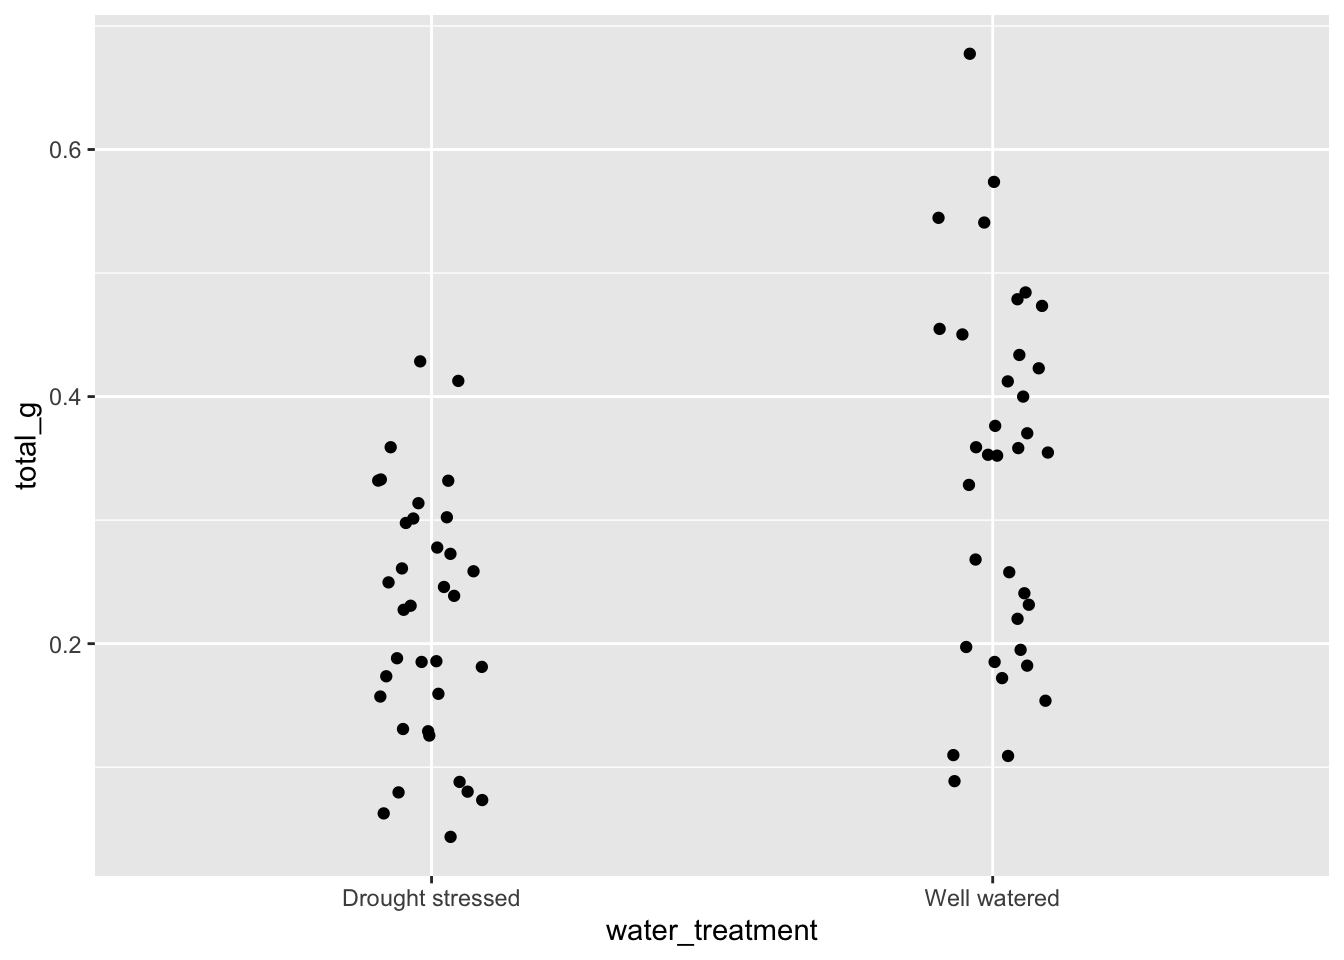 0.6
0.4
0.2
total_g
Drought stressed
Well watered
water_treatment